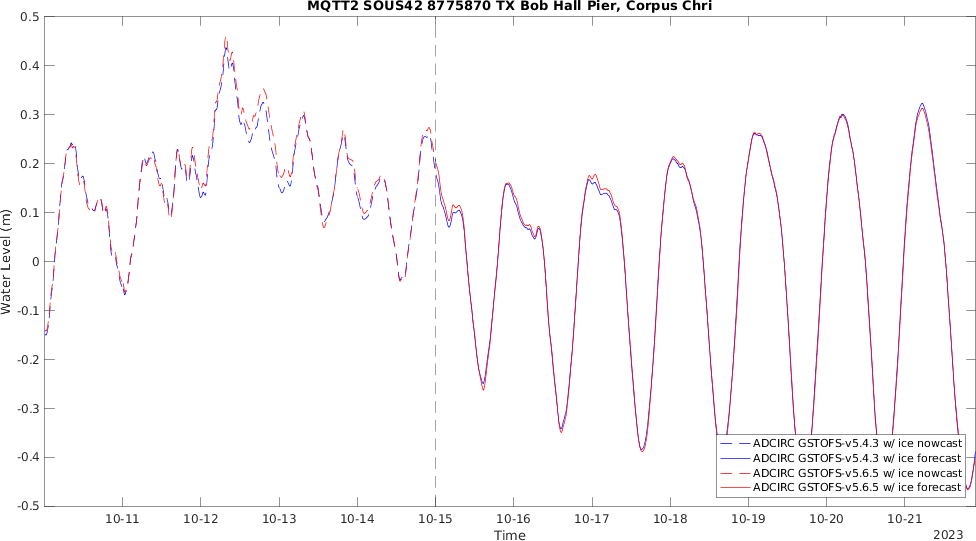 MQTT2 SOUS42 8775870 TX Bob Hall Pier, Corpus Chri
0.5
0.4
0.3
0.2
0.1
0
-0.1
-0.2
-0.3
-0.4
-0.5
Water Level (m)
ADCIRC GSTOFS-v5.4.3 w/ ice nowcast
ADCIRC GSTOFS-v5.4.3 w/ ice forecast
ADCIRC GSTOFS-v5.6.5 w/ ice nowcast
ADCIRC GSTOFS-v5.6.5 w/ ice forecast
10-11 10-12 10-13 10-14 10-15 10-16 10-17 10-18 10-19 10-20 10-21
Time
2023